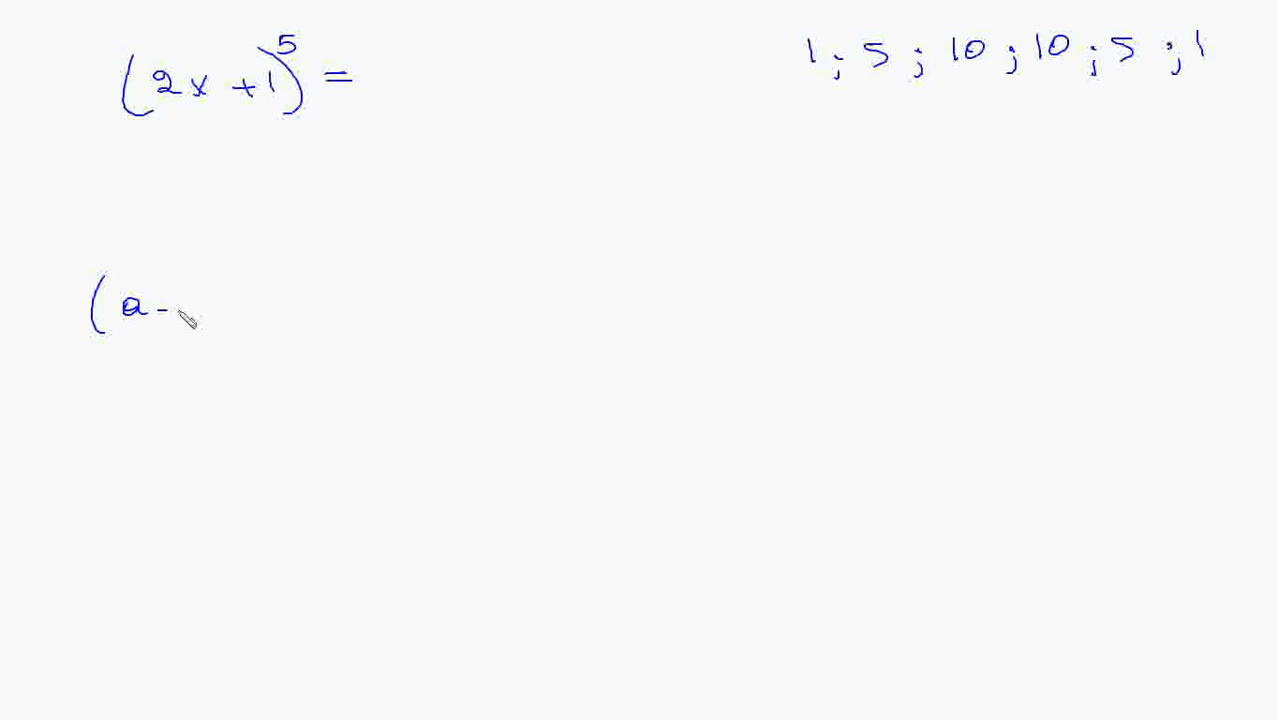 (2x +1)⁵ = 1 ; 5 ; 10 ; 10 ; 5 ; 1
(a -